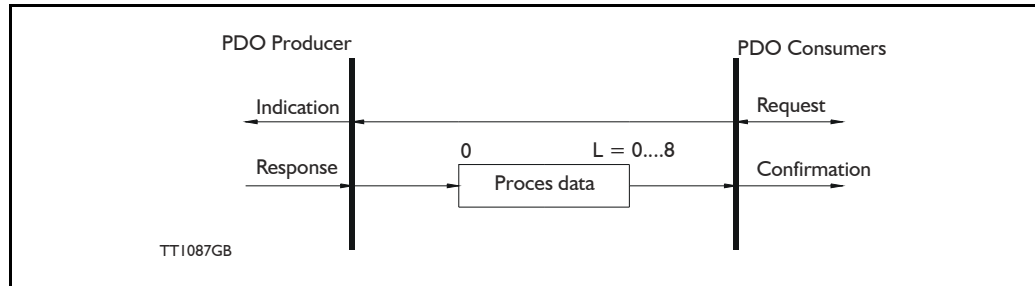 PDO Producer
PDO Consumers
Indication
Request
0
L = 0....8
Response
Proces data
Confirmation
TT1087GB